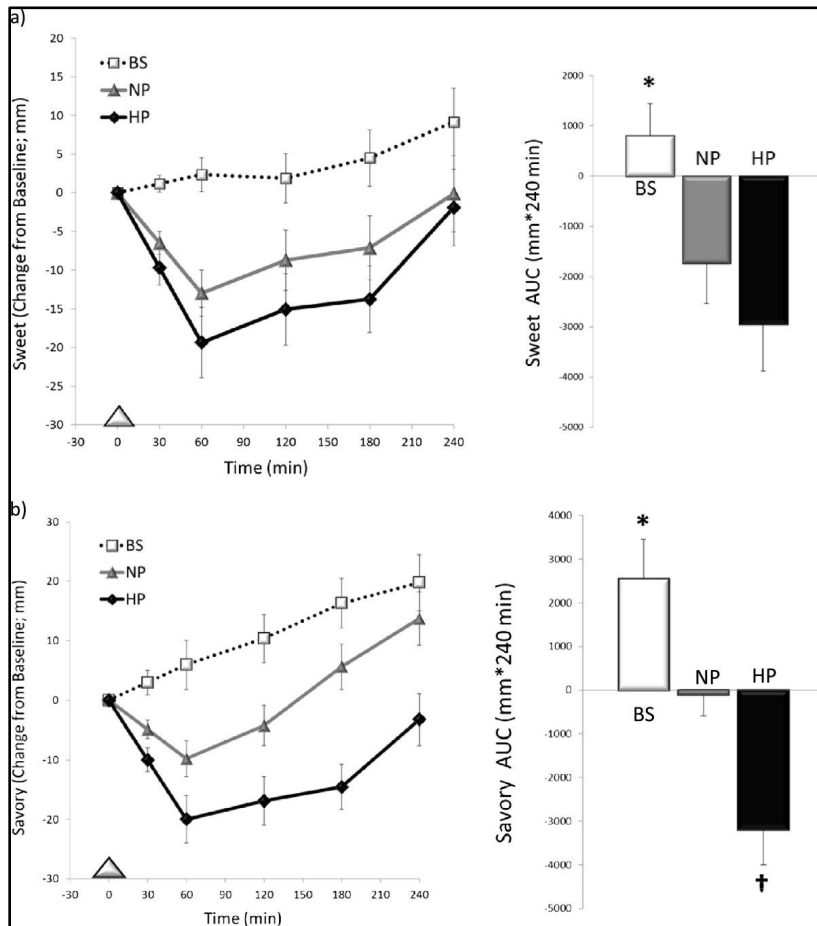 a)
BS
NP
HP
Sweet (Change from Baseline; mm)
15
10
5
0
-5
-10
-15
-20
-25
-30
-30 0 30 60 90 120 150 180 210 240
Time (min)
Sweet AUC (mm*240 min)
2000
1000
0
-1000
-2000
-3000
-4000
-5000
*
NP HP
BS
b)
BS
NP
HP
Savory (Change from Baseline; mm)
30
20
10
0
-10
-20
-30
-30 0 30 60 90 120 150 180 210 240
Time (min)
Savory AUC (mm*240 min)
4000
3000
2000
1000
0
-1000
-2000
-3000
-4000
-5000
*
NP HP
BS
†